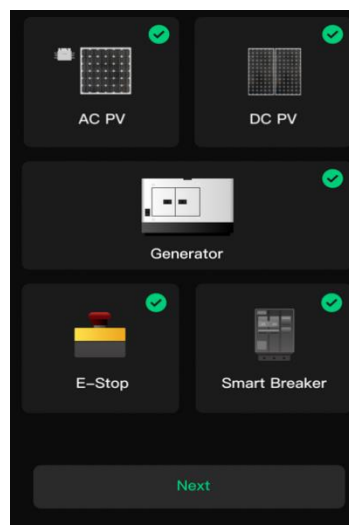 AC PV
DC PV
Generator
E-Stop
Smart Breaker
Next